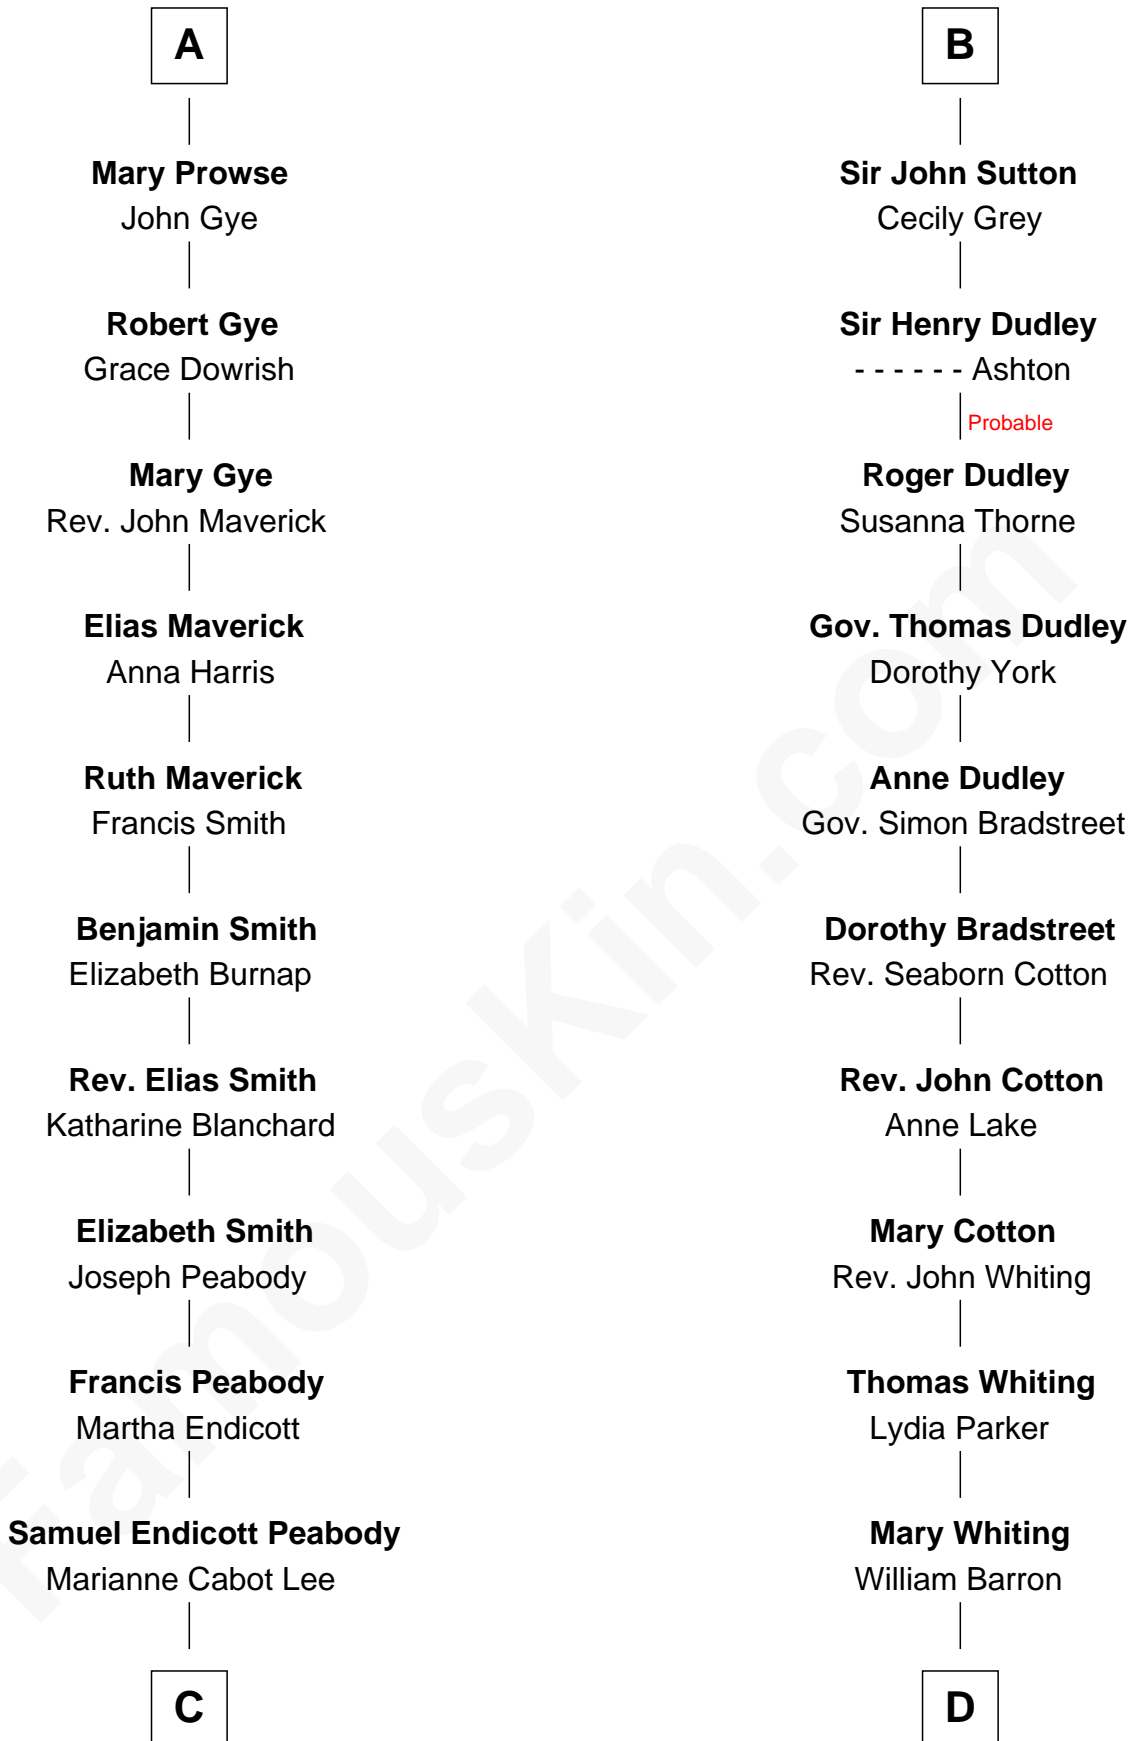 A
Mary Prowse
John Gye
Robert Gye
Grace Dowrish
Mary Gye
Rev. John Maverick
Elias Maverick
Anna Harris
Ruth Maverick
Francis Smith
Benjamin Smith
Elizabeth Burnap
Rev. Elias Smith
Katharine Blanchard
Elizabeth Smith
Joseph Peabody
Francis Peabody
Martha Endicott
Samuel Endicott Peabody
Marianne Cabot Lee
C
B
Sir John Sutton
Cecily Grey
Sir Henry Dudley
- - - - - - Ashton
Probable
Roger Dudley
Susanna Thorne
Gov. Thomas Dudley
Dorothy York
Anne Dudley
Gov. Simon Bradstreet
Dorothy Bradstreet
Rev. Seaborn Cotton
Rev. John Cotton
Anne Lake
Mary Cotton
Rev. John Whiting
Thomas Whiting
Lydia Parker
Mary Whiting
William Barron
D
FamousKin.com